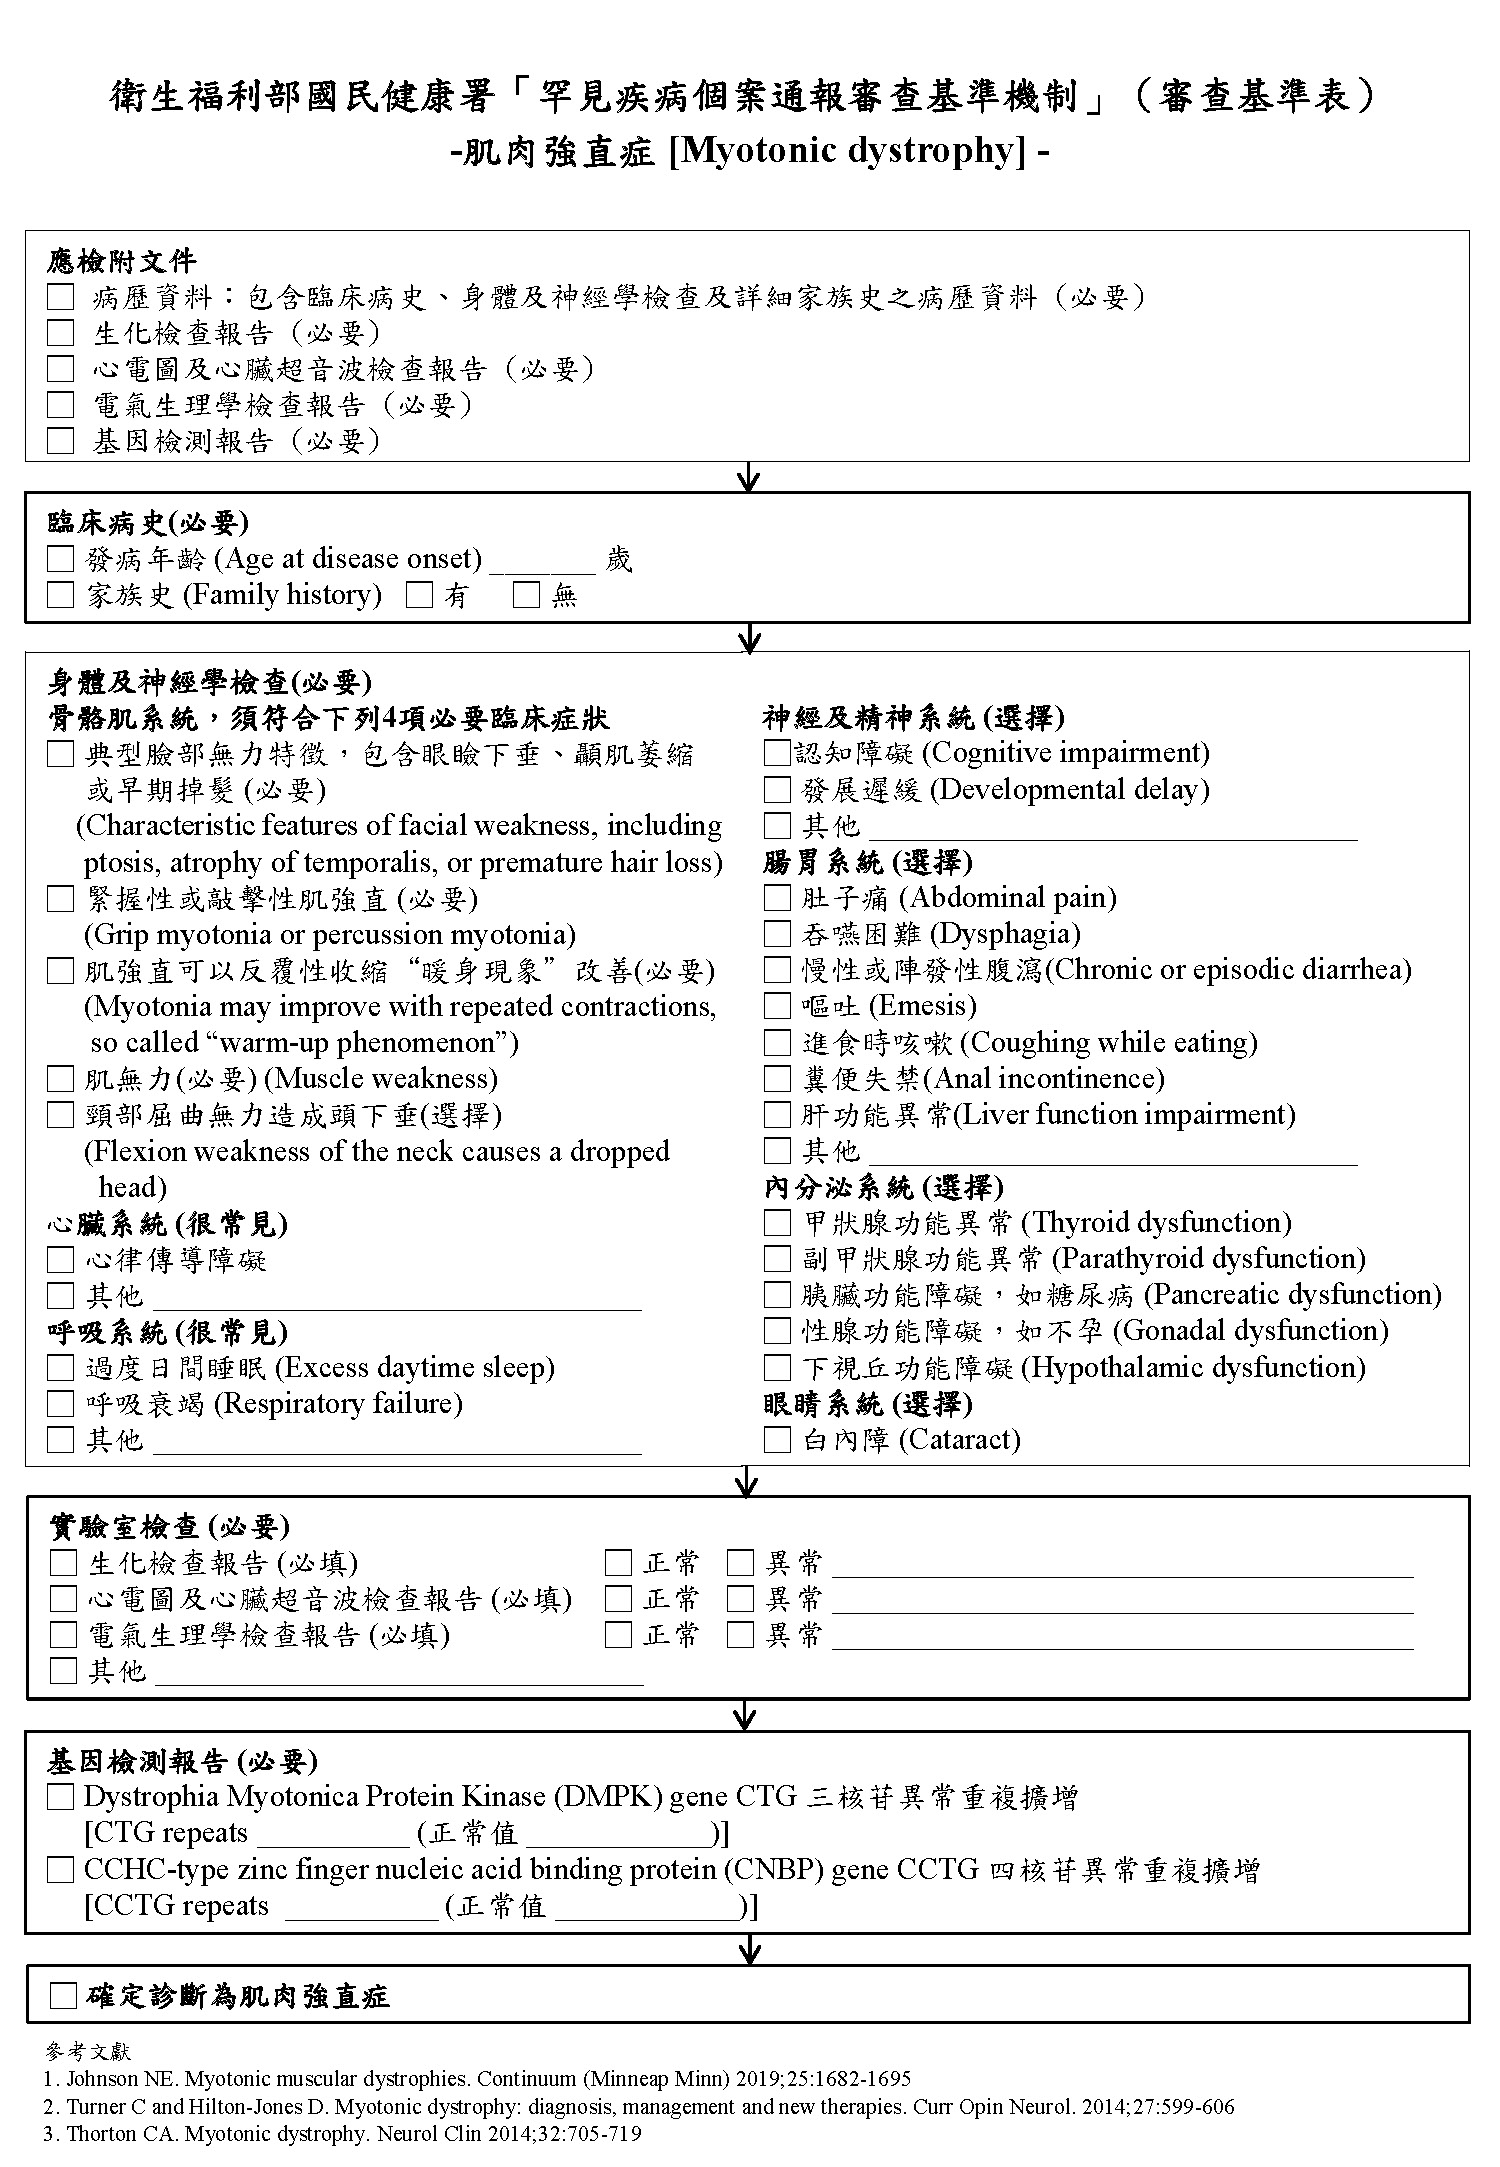 衛生福利部國民健康署「罕見疾病個案通報審查基準機制」（審查基準表）
-肌肉強直症 [Myotonic dystrophy] -
應檢附文件
□ 病歷資料：包含臨床病史、身體及神經學檢查及詳細家族史之病歷資料（必要）
□ 生化檢查報告（必要）
□ 心電圖及心臟超音波檢查報告（必要）
□ 電氣生理學檢查報告（必要）
□ 基因檢測報告（必要）
臨床病史(必要)
□ 發病年齡 (Age at disease onset) _______ 歲
□ 家族史 (Family history) □ 有 □ 無
身體及神經學檢查(必要)
骨骼肌系統，須符合下列4項必要臨床症狀
□ 典型臉部無力特徵，包含眼瞼下垂、顳肌萎縮
或早期掉髮 (必要)
(Characteristic features of facial weakness, including
ptosis, atrophy of temporalis, or premature hair loss)
□ 緊握性或敲擊性肌強直 (必要)
(Grip myotonia or percussion myotonia)
□ 肌強直可以反覆性收縮“暖身現象”改善(必要)
(Myotonia may improve with repeated contractions,
so called “warm-up phenomenon”)
□ 肌無力(必要) (Muscle weakness)
□ 頸部屈曲無力造成頭下垂(選擇)
(Flexion weakness of the neck causes a dropped
head)
心臟系統 (很常見)
□ 心律傳導障礙
□ 其他 ________________________________
呼吸系統 (很常見)
□ 過度日間睡眠 (Excess daytime sleep)
□ 呼吸衰竭 (Respiratory failure)
□ 其他 ________________________________
神經及精神系統 (選擇)
□認知障礙 (Cognitive impairment)
□ 發展遲緩 (Developmental delay)
□ 其他 ________________________________
腸胃系統 (選擇)
□ 肚子痛 (Abdominal pain)
□ 吞嚥困難 (Dysphagia)
□ 慢性或陣發性腹瀉(Chronic or episodic diarrhea)
□ 嘔吐 (Emesis)
□ 進食時咳嗽 (Coughing while eating)
□ 糞便失禁(Anal incontinence)
□ 肝功能異常(Liver function impairment)
□ 其他 ________________________________
內分泌系統 (選擇)
□ 甲狀腺功能異常 (Thyroid dysfunction)
□ 副甲狀腺功能異常 (Parathyroid dysfunction)
□ 胰臟功能障礙，如糖尿病 (Pancreatic dysfunction)
□ 性腺功能障礙，如不孕 (Gonadal dysfunction)
□ 下視丘功能障礙 (Hypothalamic dysfunction)
眼睛系統 (選擇)
□ 白內障 (Cataract)
實驗室檢查 (必要)
□ 生化檢查報告 (必填) □ 正常 □ 異常 ______________________________________
□ 心電圖及心臟超音波檢查報告 (必填) □ 正常 □ 異常 ______________________________________
□ 電氣生理學檢查報告 (必填) □ 正常 □ 異常 ______________________________________
□ 其他 ________________________________
基因檢測報告 (必要)
□ Dystrophia Myotonica Protein Kinase (DMPK) gene CTG 三核苷異常重複擴增
[CTG repeats __________ (正常值 ____________)]
□ CCHC-type zinc finger nucleic acid binding protein (CNBP) gene CCTG 四核苷異常重複擴增
[CCTG repeats __________ (正常值 ____________)]
□ 確定診斷為肌肉強直症
參考文獻
1. Johnson NE. Myotonic muscular dystrophies. Continuum (Minneap Minn) 2019;25:1682-1695
2. Turner C and Hilton-Jones D. Myotonic dystrophy: diagnosis, management and new therapies. Curr Opin Neurol. 2014;27:599-606
3. Thorton CA. Myotonic dystrophy. Neurol Clin 2014;32:705-719